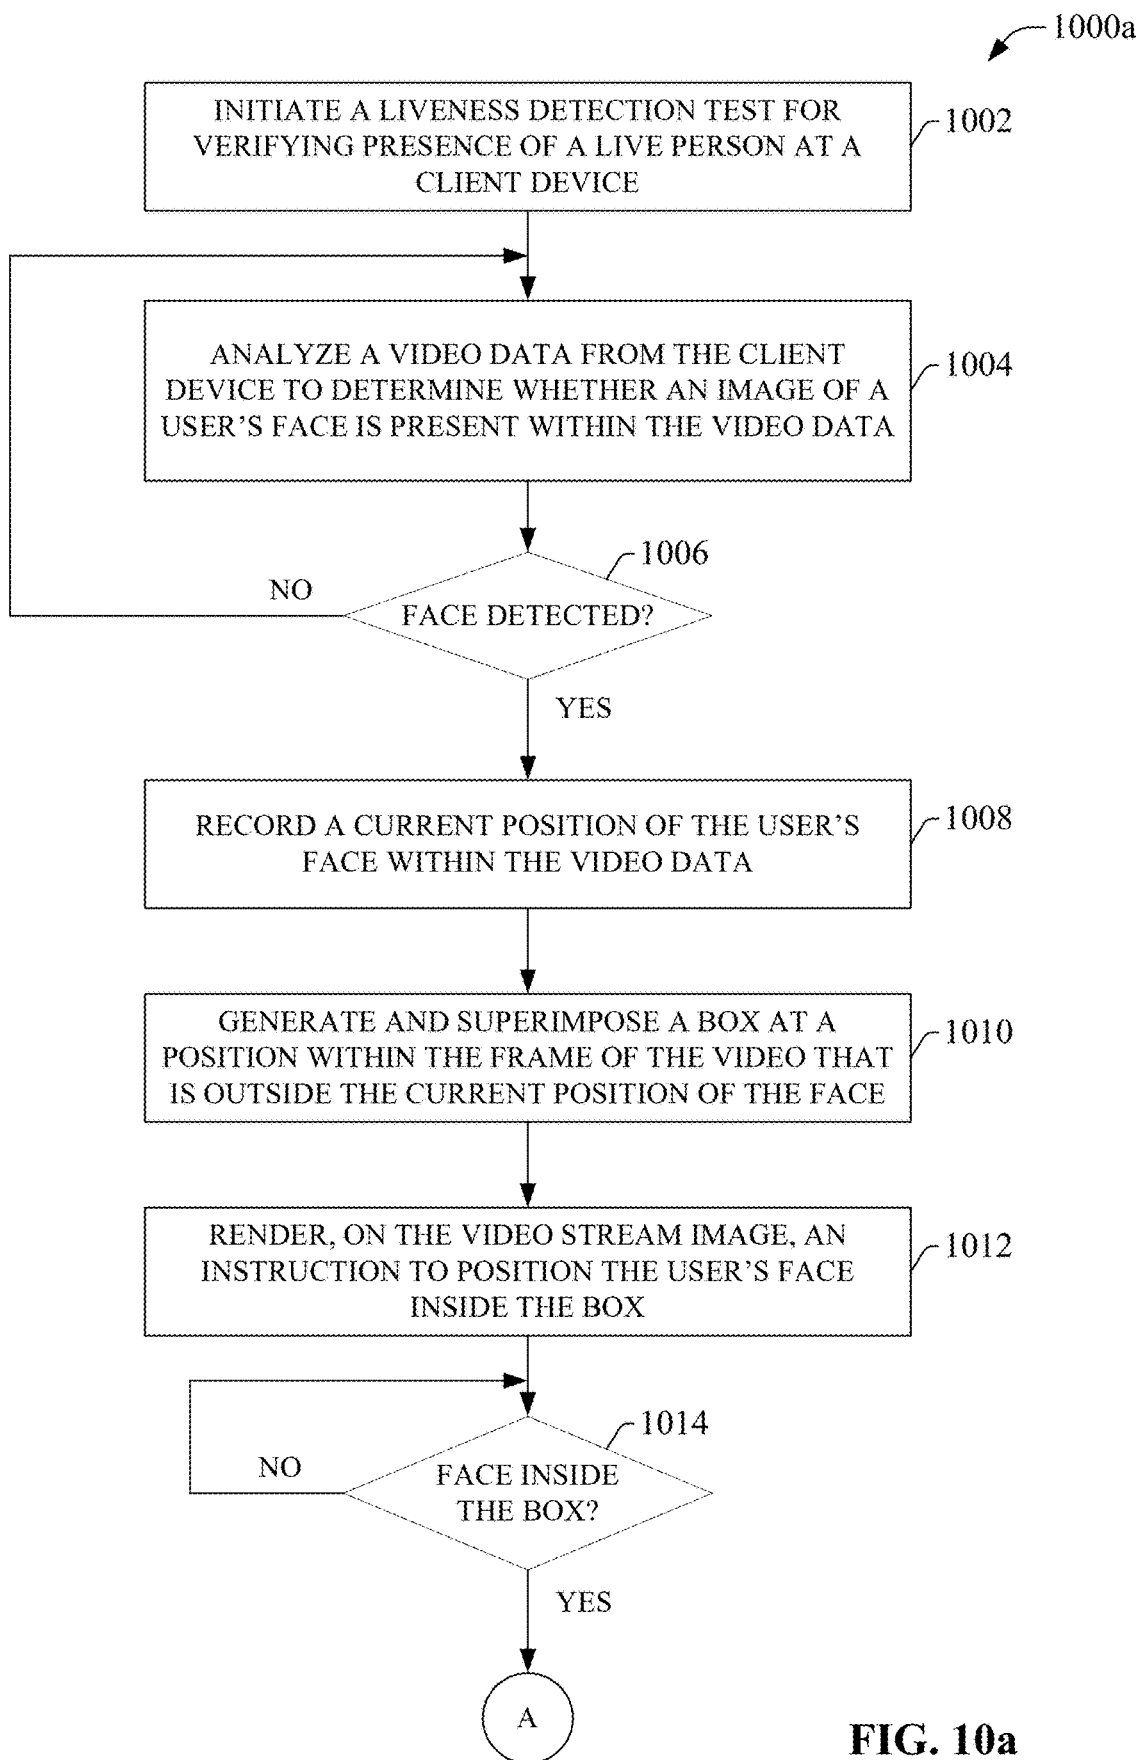 1000a
INITIATE A LIVENESS DETECTION TEST FOR
VERIFYING PRESENCE OF A LIVE PERSON AT A
CLIENT DEVICE
1002
ANALYZE A VIDEO DATA FROM THE CLIENT
DEVICE TO DETERMINE WHETHER AN IMAGE OF A
USER'S FACE IS PRESENT WITHIN THE VIDEO DATA
1004
1006
NO
FACE DETECTED?
YES
RECORD A CURRENT POSITION OF THE USER'S
FACE WITHIN THE VIDEO DATA
1008
GENERATE AND SUPERIMPOSE A BOX AT A
POSITION WITHIN THE FRAME OF THE VIDEO THAT
IS OUTSIDE THE CURRENT POSITION OF THE FACE
1010
RENDER, ON THE VIDEO STREAM IMAGE, AN
INSTRUCTION TO POSITION THE USER'S FACE
INSIDE THE BOX
1012
1014
NO
FACE INSIDE
THE BOX?
YES
A
FIG. 10a